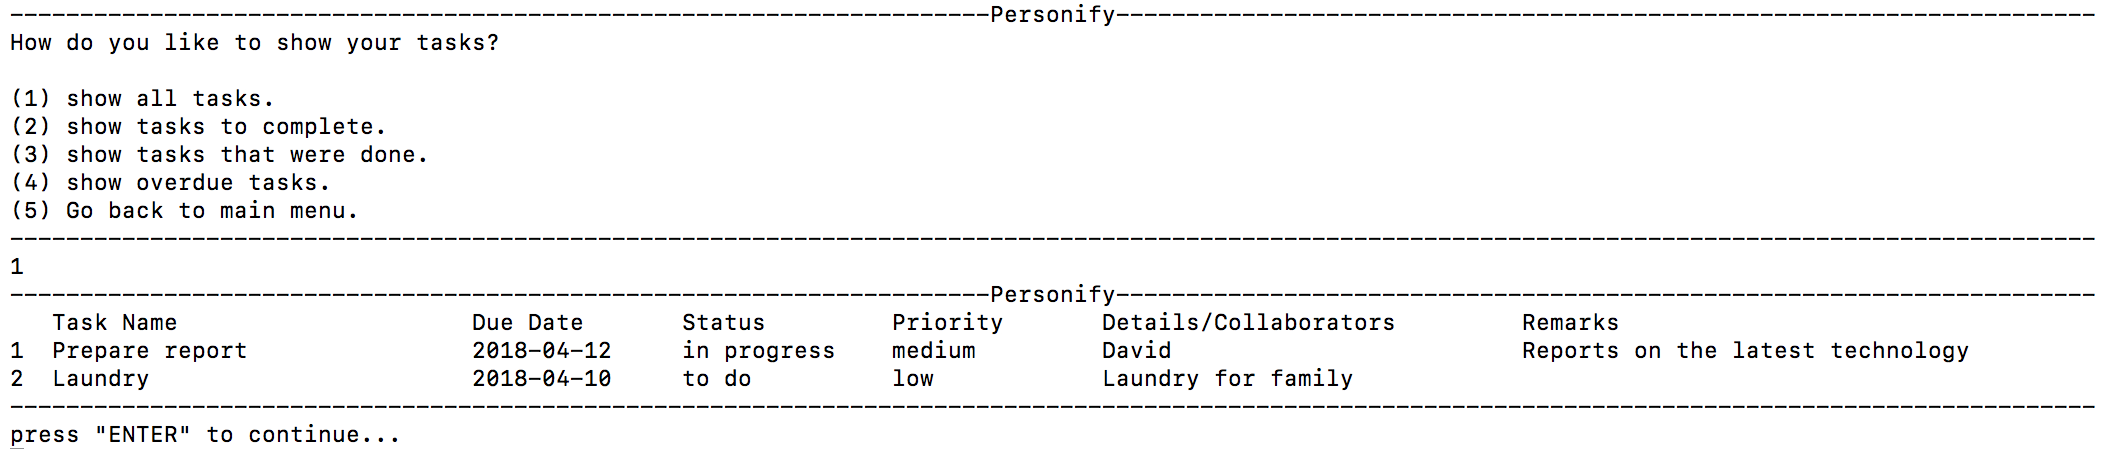 Personify
How do you like to show your tasks?
(1) show all tasks.
(2) show tasks to complete.
(3) show tasks that were done.
(4) show overdue tasks.
(5) Go back to main menu.
1
Personify
Task Name Due Date Status Priority Details/Collaborators Remarks
1 Prepare report 2018-04-12 in progress medium David Reports on the latest technology
2 Laundry 2018-04-10 to do low Laundry for family
press "ENTER" to continue...